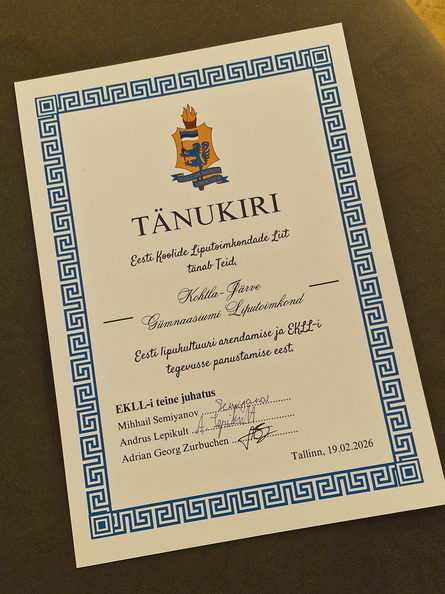 TÄNUKIRI
Eesti Koolide Liputoimkondade Liit
tänab Teid,
Kohtla-Järve
Gümnaasiumi Liputoimkond
Eesti lipukultuuri arendamise ja EKLL-i
tegevusse panustamise eest.
EKLL-i teine juhatus
Mihhail Semiyanov ....................
Andrus Lepikult .................... A. Lepikult
Adrian Georg Zurbuchen ....................
Tallinn, 19.02.2026